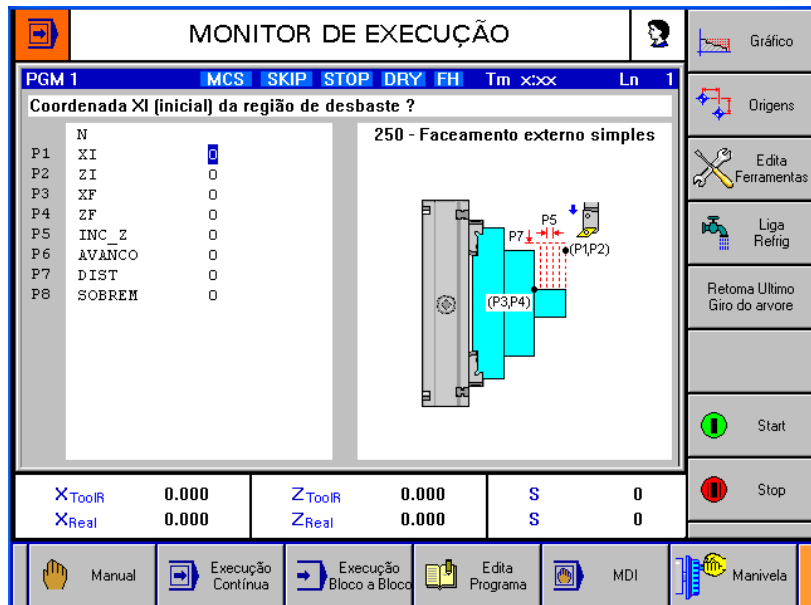 MONITOR DE EXECUÇÃO
PGM 1 MCS SKIP STOP DRY FH Tm x:xx Ln 1
Coordenada XI (inicial) da região de desbaste ?
N
P1 XI 0
P2 ZI 0
P3 XF 0
P4 ZF 0
P5 INC_Z 0
P6 AVANCO 0
P7 DIST 0
P8 SOBREM 0
250 - Faceamento externo simples
P5
P7
(P1,P2)
(P3,P4)
XToolR 0.000 ZToolR 0.000 S 0
XReal 0.000 ZReal 0.000 S 0
Gráfico
Origens
Edita
Ferramentas
Liga
Refrig
Retoma Ultimo
Giro do arvore
Start
Stop
Manual
Execução
Contínua
Execução
Bloco a Bloco
Edita
Programa
MDI
Manivela